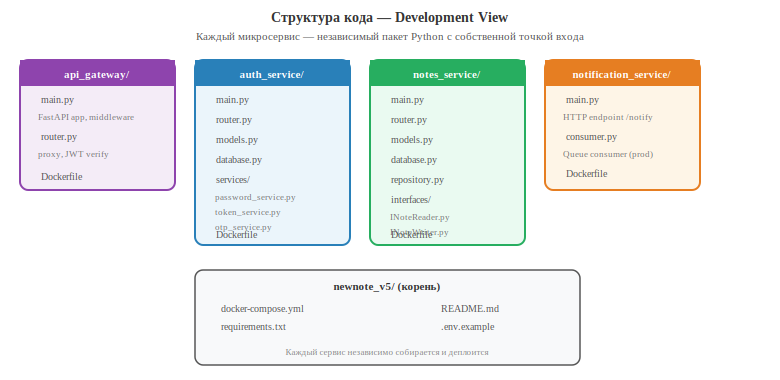 Структура кода — Development View
Каждый микросервис — независимый пакет Python с собственной точкой входа
api_gateway/
main.py
FastAPI app, middleware
router.py
proxy, JWT verify
Dockerfile
auth_service/
main.py
router.py
models.py
database.py
services/
password_service.py
token_service.py
otp_service.py
Dockerfile
notes_service/
main.py
router.py
models.py
database.py
repository.py
interfaces/
INoteReader.py
INoteWriter.py
Dockerfile
notification_service/
main.py
HTTP endpoint /notify
consumer.py
Queue consumer (prod)
Dockerfile
newnote_v5/ (корень)
docker-compose.yml
README.md
requirements.txt
.env.example
Каждый сервис независимо собирается и деплоится